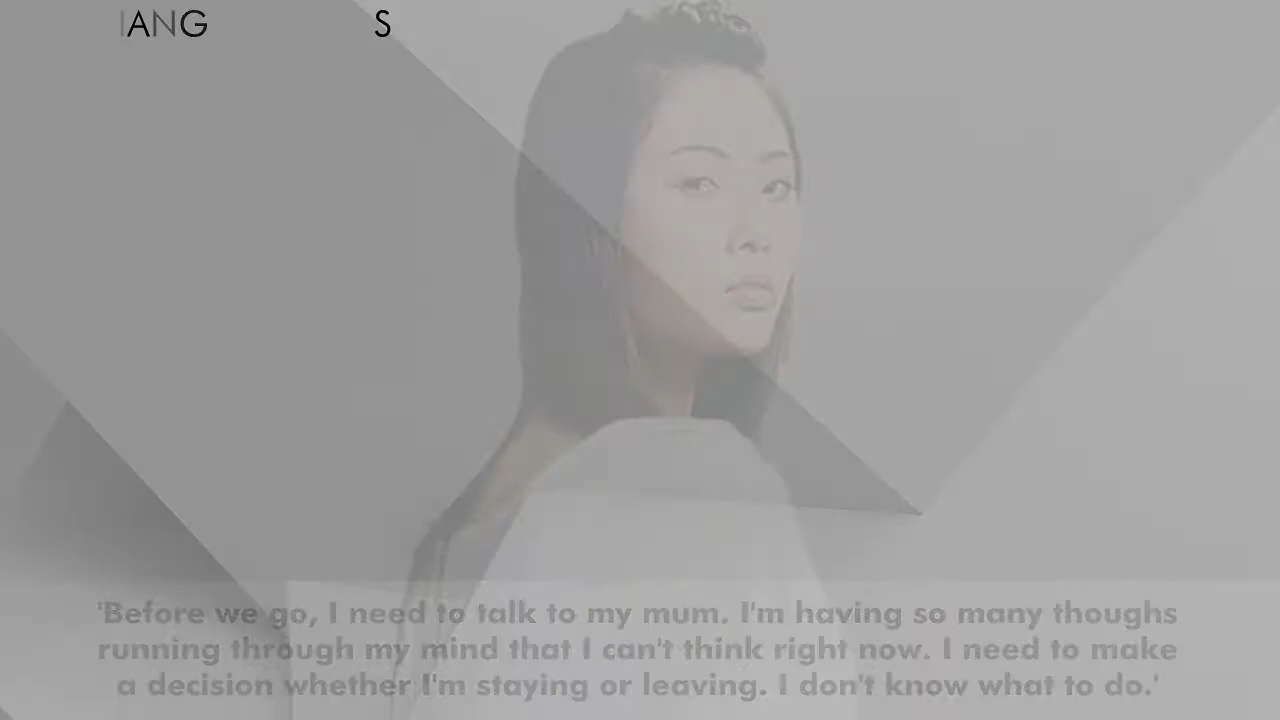 IANG S
'Before we go, I need to talk to my mum. I'm having so many thoughs
running through my mind that I can't think right now. I need to make
a decision whether I'm staying or leaving. I don't know what to do.'